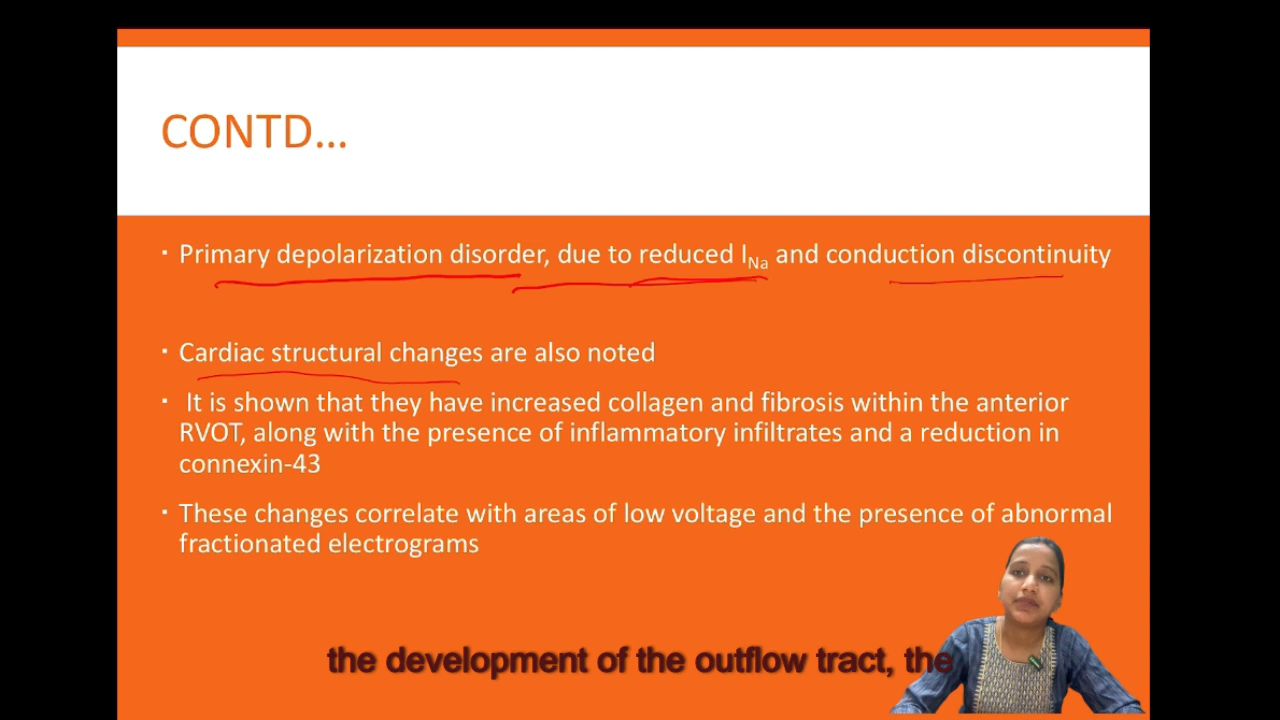 CONTD...
▪ Primary depolarization disorder, due to reduced INa and conduction discontinuity
▪ Cardiac structural changes are also noted
▪ It is shown that they have increased collagen and fibrosis within the anterior
RVOT, along with the presence of inflammatory infiltrates and a reduction in
connexin-43
▪ These changes correlate with areas of low voltage and the presence of abnormal
fractionated electrograms
the development of the outflow tract, the